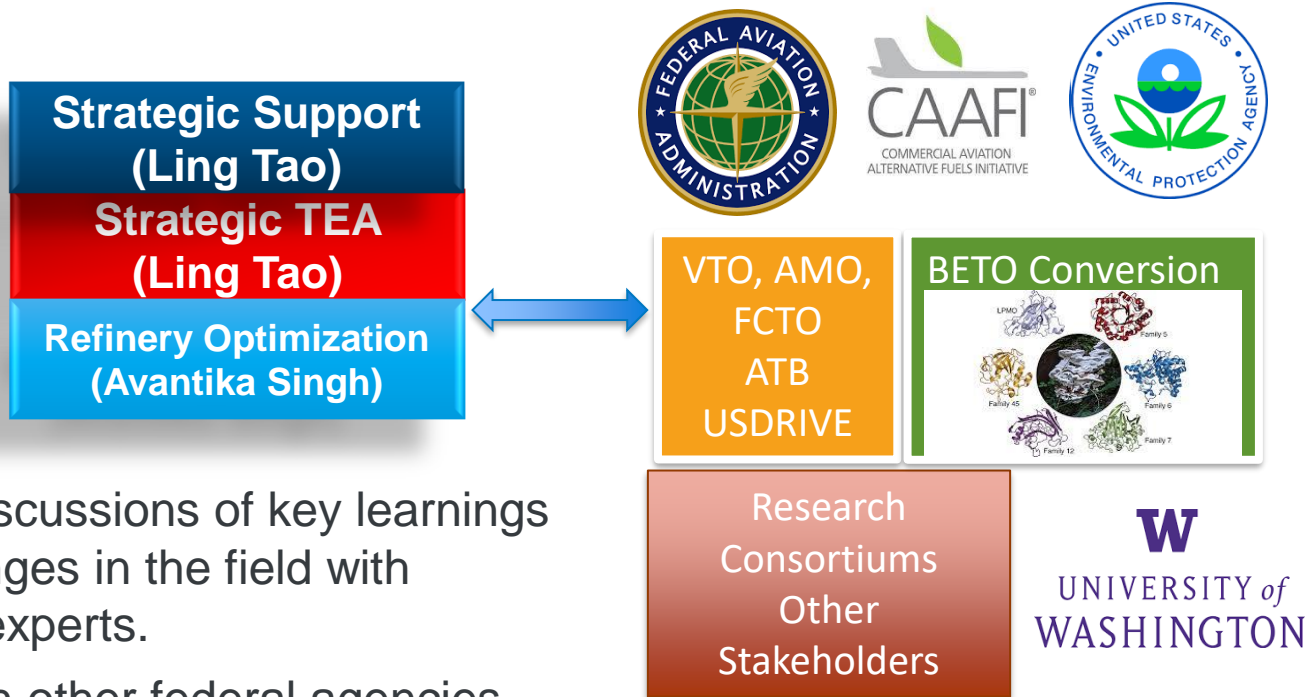 Strategic Support
(Ling Tao)
Strategic TEA
(Ling Tao)
Refinery Optimization
(Avantika Singh)
FEDERAL AVIATION
ADMINISTRATION
CAAFI®
COMMERCIAL AVIATION
ALTERNATIVE FUELS INITIATIVE
UNITED STATES
ENVIRONMENTAL PROTECTION AGENCY
VTO, AMO,
FCTO
ATB
USDRIVE
BETO Conversion
LPMO
Family 5
Family 45
Family 6
Family 12
Family 7
Research
Consortiums
Other
Stakeholders
W
UNIVERSITY of
WASHINGTON
of key learnings
in the field with
experts.
other federal agencies